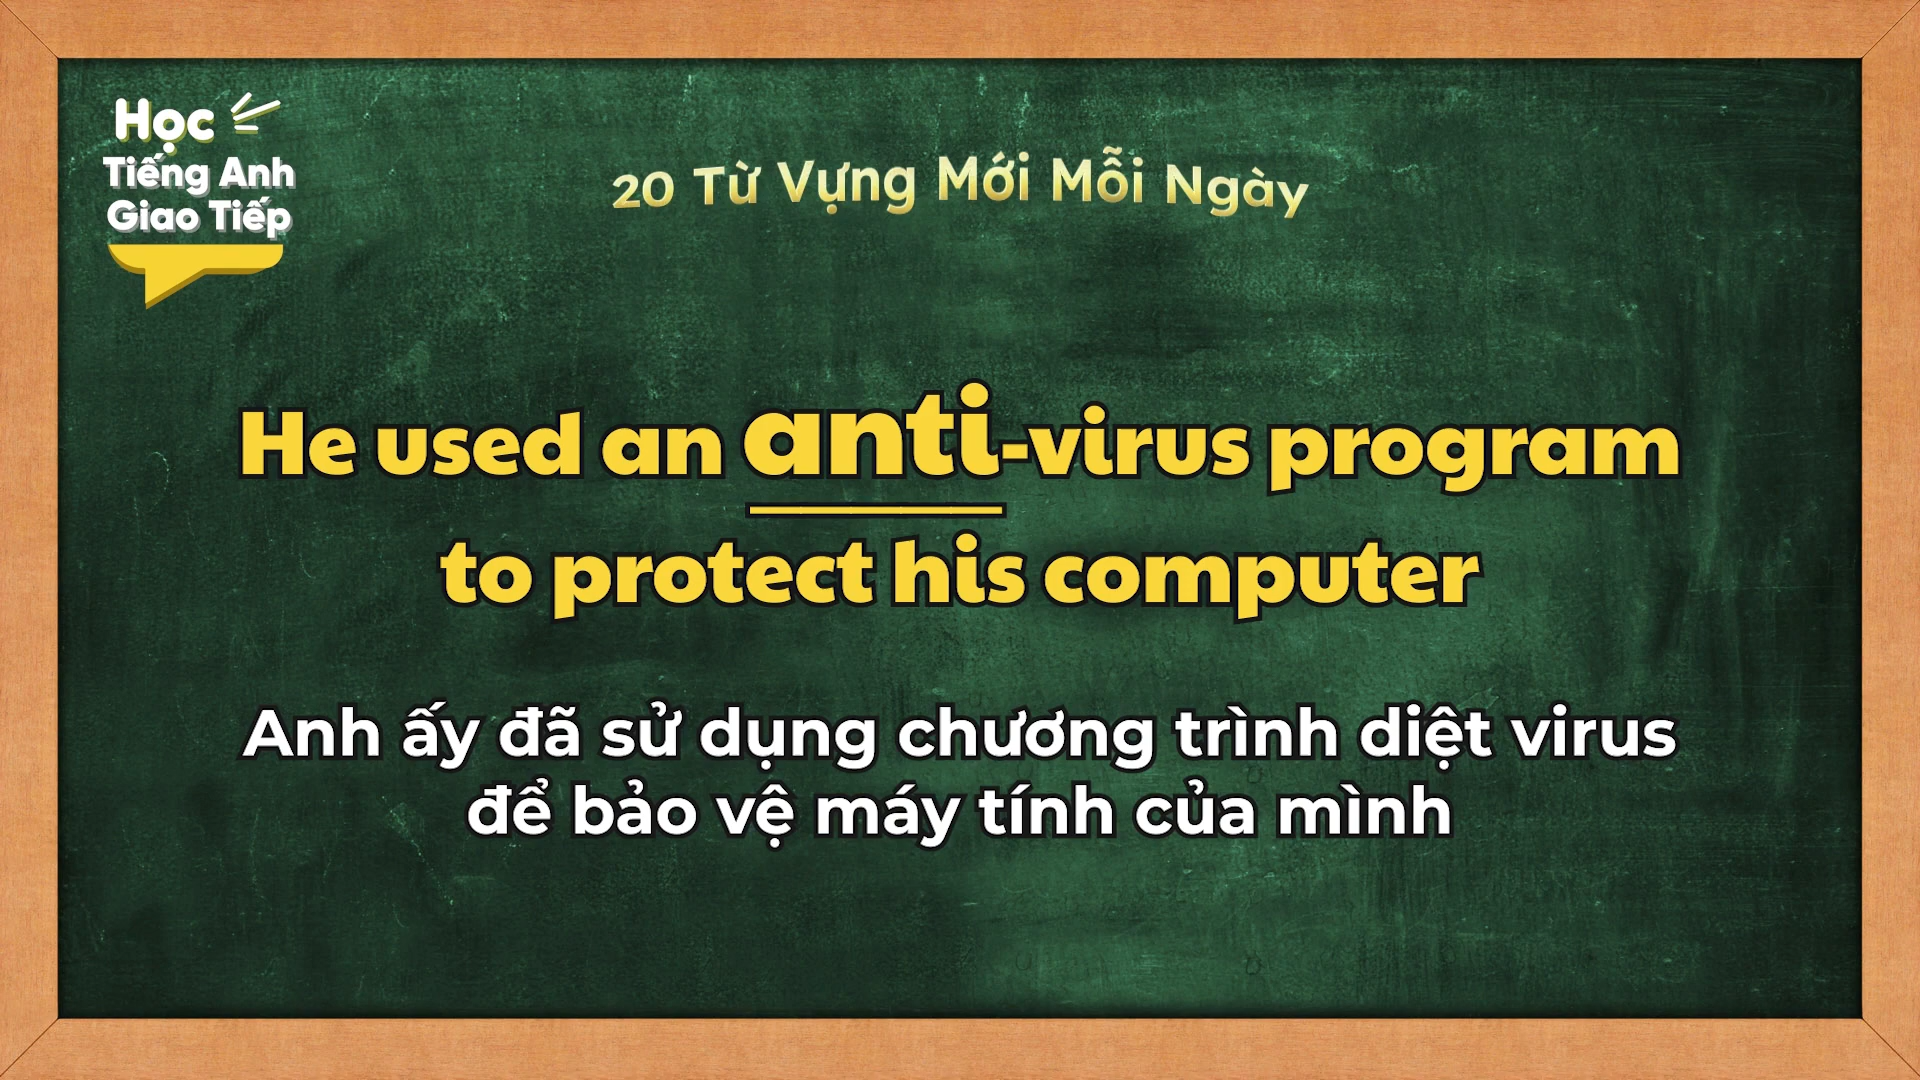 Học
Tiếng Anh
Giao Tiếp
20 Từ Vựng Mới Mỗi Ngày
He used an anti-virus program
to protect his computer
Anh ấy đã sử dụng chương trình diệt virus
để bảo vệ máy tính của mình